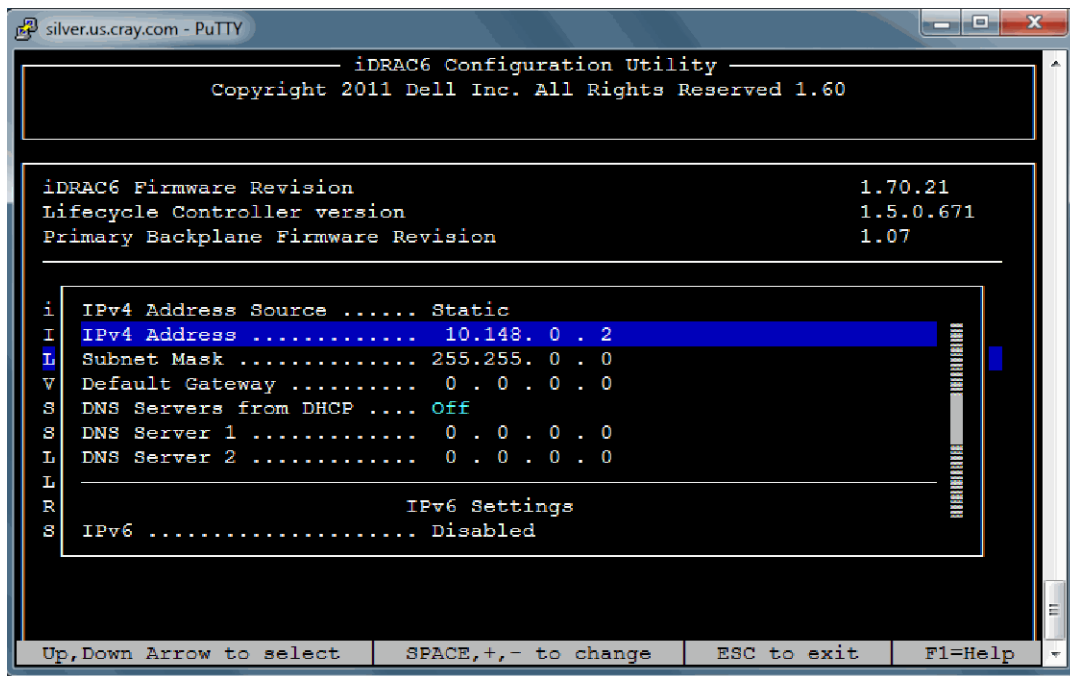 silver.us.cray.com - PuTTY
iDRAC6 Configuration Utility
Copyright 2011 Dell Inc. All Rights Reserved 1.60
iDRAC6 Firmware Revision 1.70.21
Lifecycle Controller version 1.5.0.671
Primary Backplane Firmware Revision 1.07
i IPv4 Address Source ...... Static
I IPv4 Address ............. 10.148. 0 . 2
L Subnet Mask .............. 255.255. 0 . 0
V Default Gateway .......... 0 . 0 . 0 . 0
S DNS Servers from DHCP .... Off
S DNS Server 1 ............. 0 . 0 . 0 . 0
L DNS Server 2 ............. 0 . 0 . 0 . 0
L
R IPv6 Settings
S IPv6 ..................... Disabled
Up,Down Arrow to select SPACE,+,- to change ESC to exit F1=Help